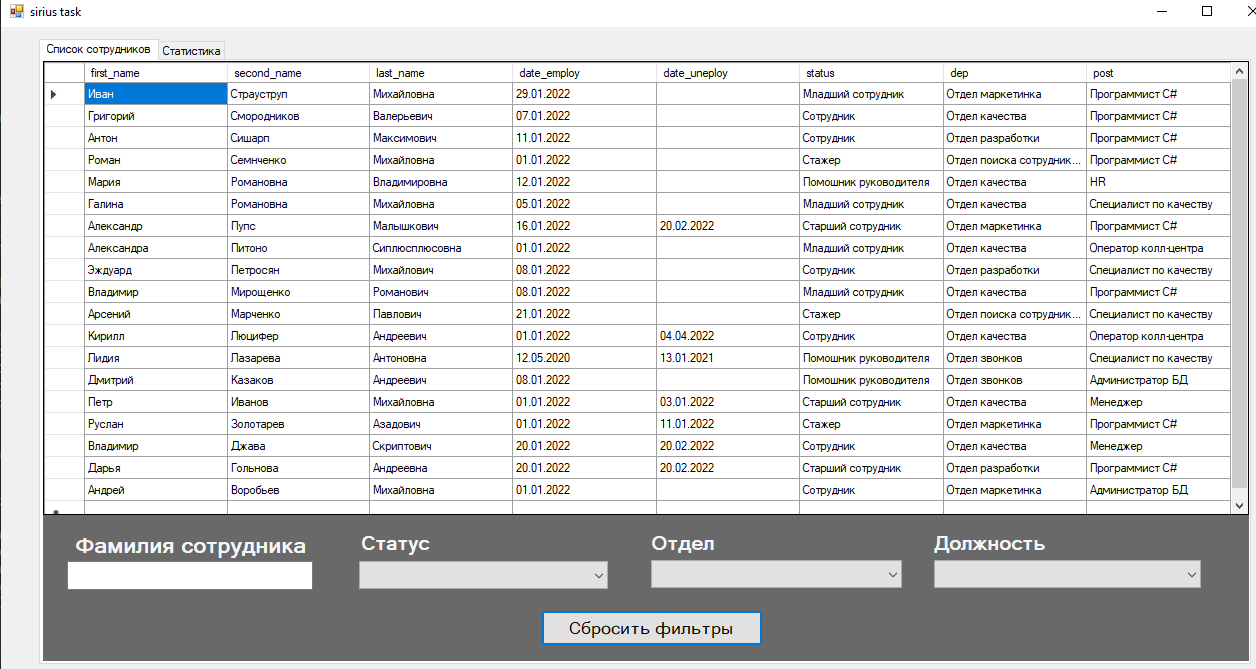 sirius task
Список сотрудников Статистика
first_name second_name last_name date_employ date_uneploy status dep post
Иван Страуструп Михайловна 29.01.2022 Младший сотрудник Отдел маркетинка Программист C#
Григорий Смородников Валерьевич 07.01.2022 Сотрудник Отдел качества Программист C#
Антон Сишарп Максимович 11.01.2022 Сотрудник Отдел разработки Программист C#
Роман Семнченко Михайловна 01.01.2022 Стажер Отдел поиска сотрудник... Программист C#
Мария Романовна Владимировна 12.01.2022 Помошник руководителя Отдел качества HR
Галина Романовна Михайловна 05.01.2022 Младший сотрудник Отдел качества Специалист по качеству
Александр Пупс Малышкович 16.01.2022 20.02.2022 Старший сотрудник Отдел маркетинка Программист C#
Александра Питоно Сиплюсплюсовна 01.01.2022 Младший сотрудник Отдел качества Оператор колл-центра
Эждуард Петросян Михайлович 08.01.2022 Сотрудник Отдел разработки Специалист по качеству
Владимир Мирощенко Романович 08.01.2022 Младший сотрудник Отдел качества Программист C#
Арсений Марченко Павлович 21.01.2022 Стажер Отдел поиска сотрудник... Специалист по качеству
Кирилл Люцифер Андреевич 01.01.2022 04.04.2022 Сотрудник Отдел качества Оператор колл-центра
Лидия Лазарева Антоновна 12.05.2020 13.01.2021 Помошник руководителя Отдел звонков Специалист по качеству
Дмитрий Казаков Андреевич 08.01.2022 Помошник руководителя Отдел звонков Администратор БД
Петр Иванов Михайловна 01.01.2022 03.01.2022 Старший сотрудник Отдел качества Менеджер
Руслан Золотарев Азадович 01.01.2022 11.01.2022 Стажер Отдел маркетинка Программист C#
Владимир Джава Скриптович 20.01.2022 20.02.2022 Сотрудник Отдел качества Менеджер
Дарья Гольнова Андреевна 20.01.2022 20.02.2022 Старший сотрудник Отдел разработки Программист C#
Андрей Воробьев Михайловна 01.01.2022 Сотрудник Отдел маркетинка Администратор БД
Фамилия сотрудника Статус Отдел Должность
Сбросить фильтры